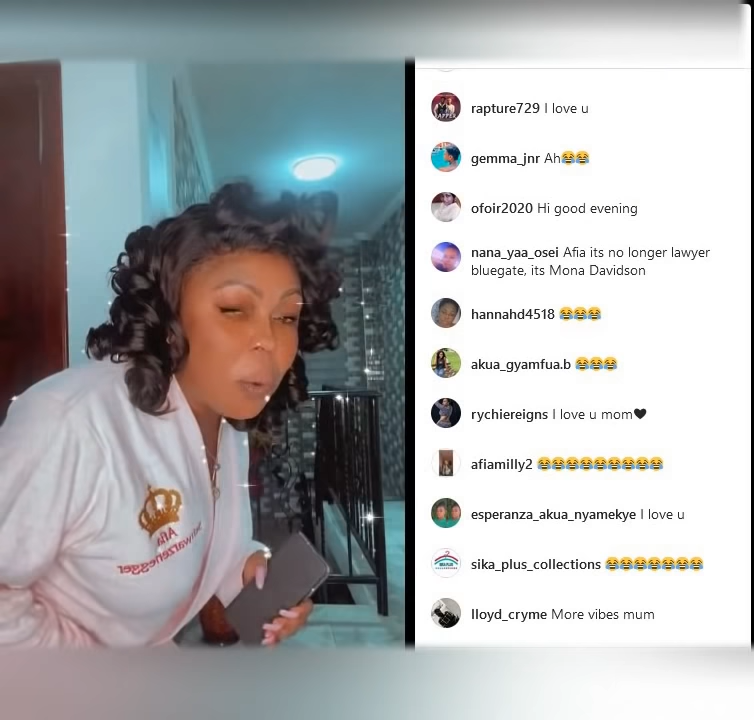 rapture729 I love u
gemma_jnr Ah😂😂
ofoir2020 Hi good evening
nana_yaa_osei Afia its no longer lawyer
bluegate, its Mona Davidson
hannahd4518 😂😂😂
akua_gyamfua.b 😂😂😂
rychiereigns I love u mom🖤
afiamilly2 😂😂😂😂😂😂😂😂😂
esperanza_akua_nyamekye I love u
sika_plus_collections 😂😂😂😂😂😂😂
lloyd_cryme More vibes mum
Afia